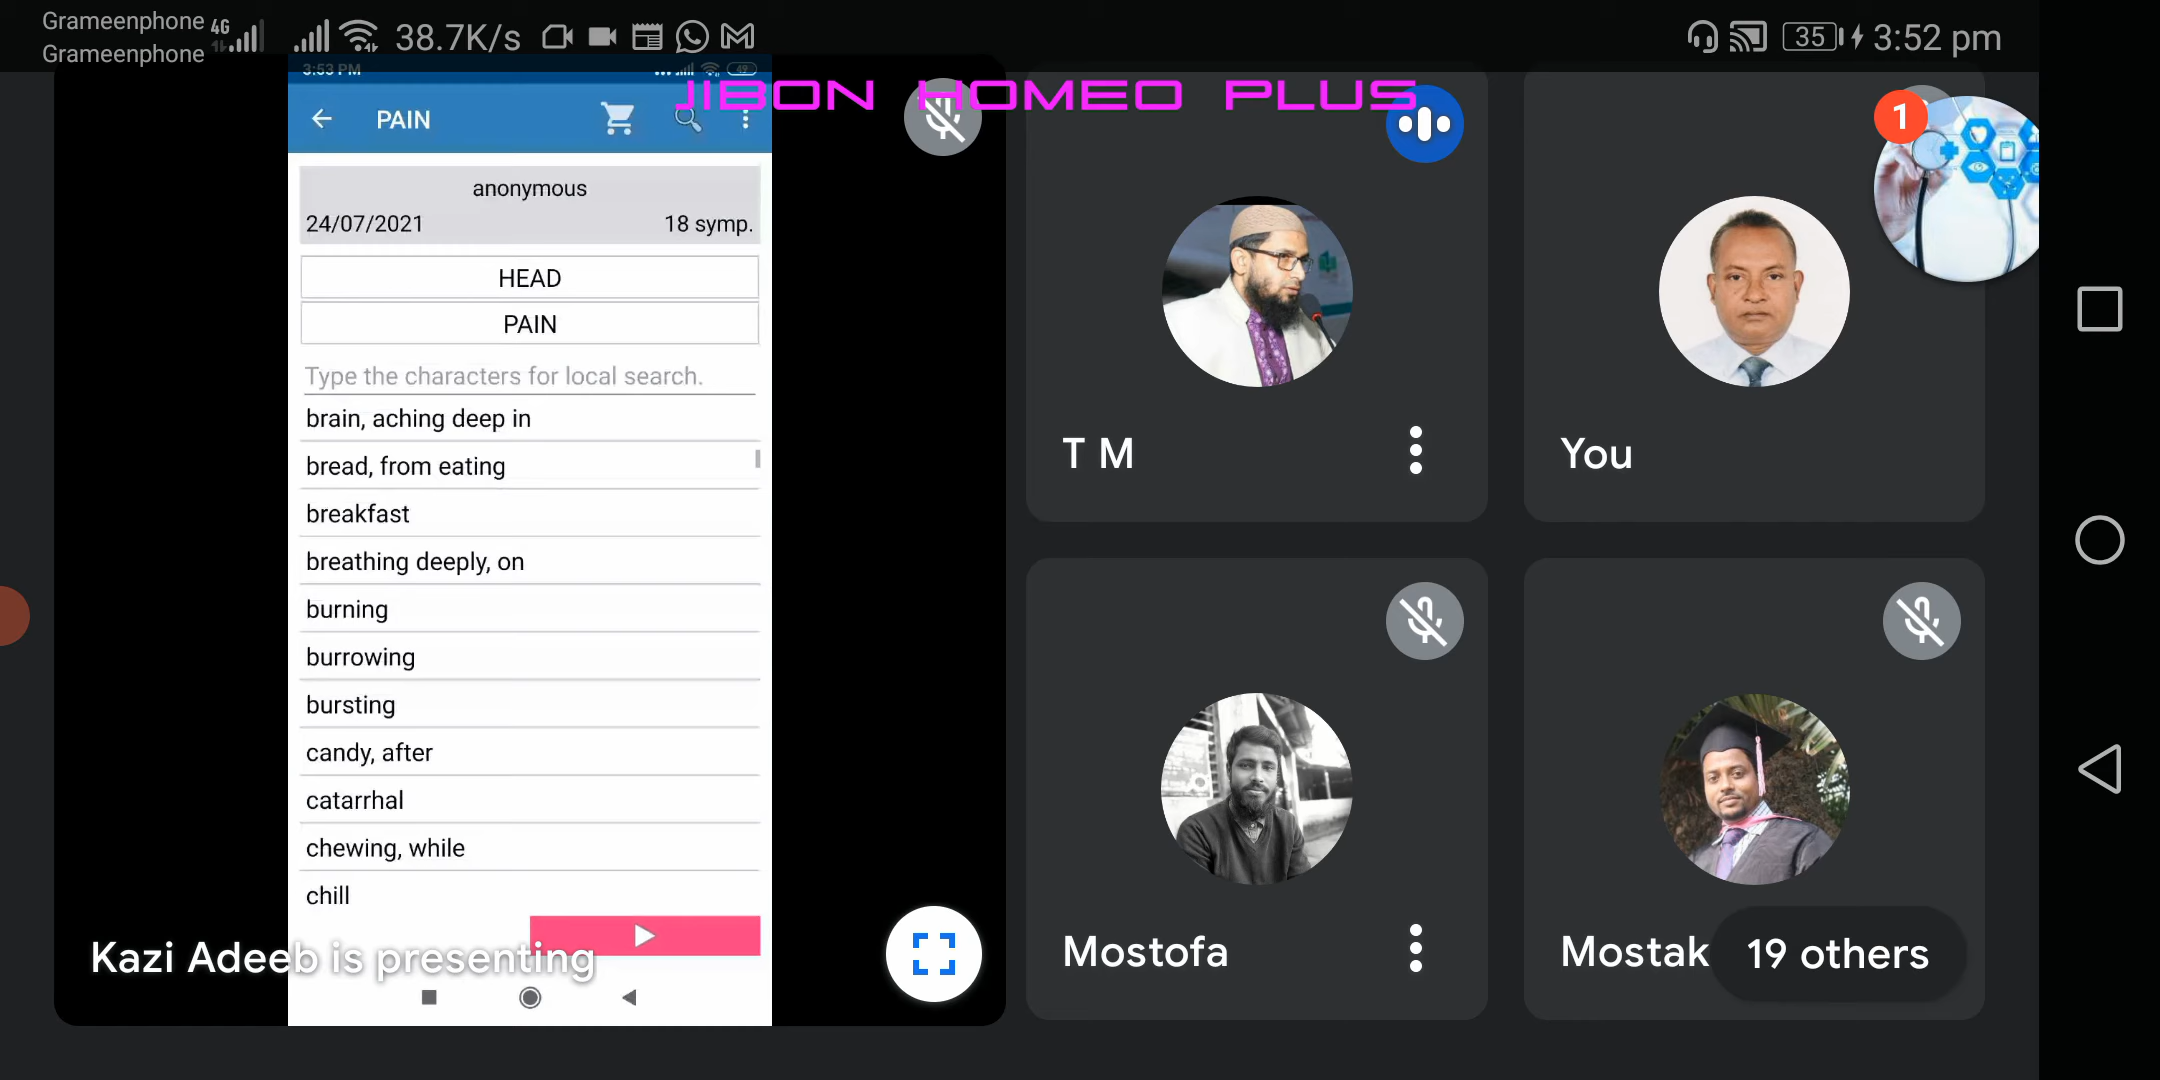 Grameenphone 4G
Grameenphone
38.7K/s
35
3:52 pm
3:53 PM
49
JIBON HOMEO PLUS
PAIN
anonymous
24/07/2021 18 symp.
HEAD
PAIN
Type the characters for local search.
brain, aching deep in
bread, from eating
breakfast
breathing deeply, on
burning
burrowing
bursting
candy, after
catarrhal
chewing, while
chill
Kazi Adeeb is presenting
T M
You
1
Mostofa
Mostak
19 others